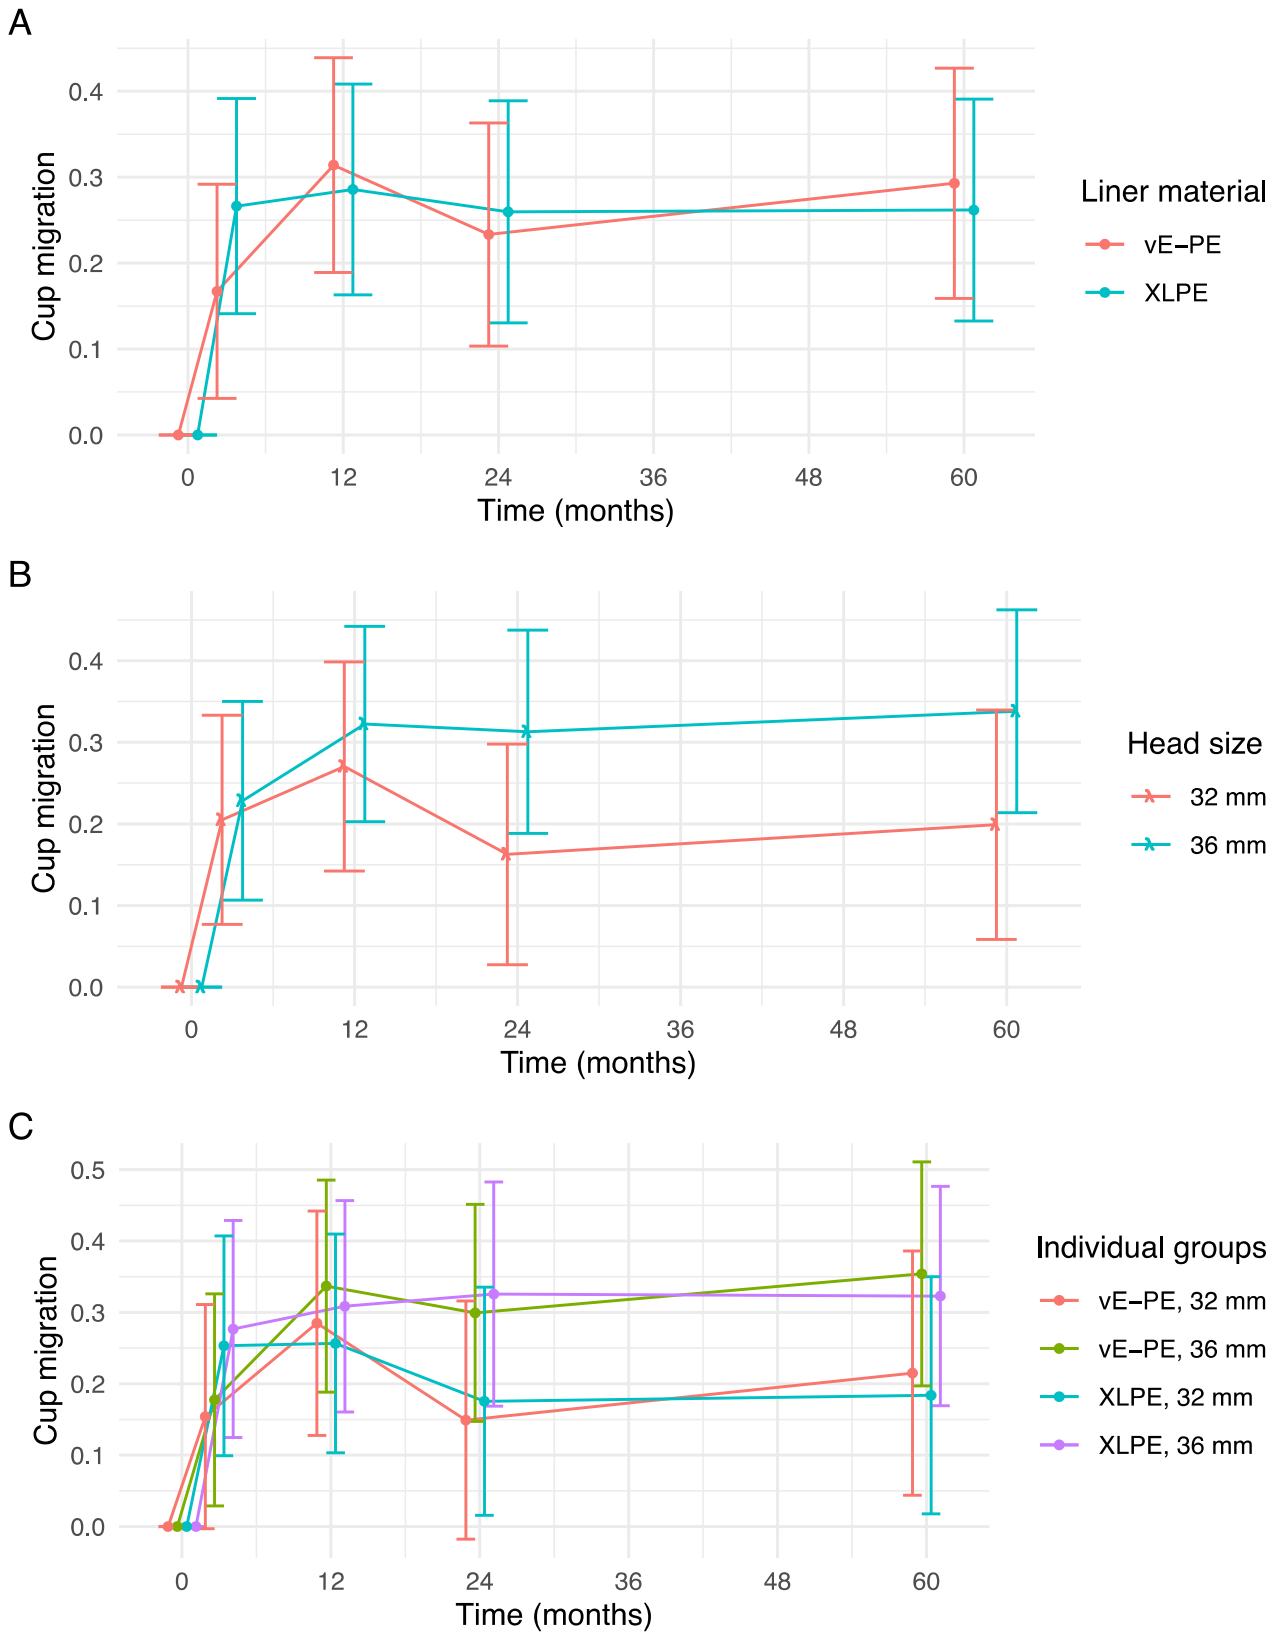 A
0.4
0.3
0.2
0.1
0.0
Cup migration
0 12 24 36 48 60
Time (months)
Liner material
vE−PE
XLPE
B
0.4
0.3
0.2
0.1
0.0
Cup migration
0 12 24 36 48 60
Time (months)
Head size
32 mm
36 mm
C
0.5
0.4
0.3
0.2
0.1
0.0
Cup migration
0 12 24 36 48 60
Time (months)
Individual groups
vE−PE, 32 mm
vE−PE, 36 mm
XLPE, 32 mm
XLPE, 36 mm